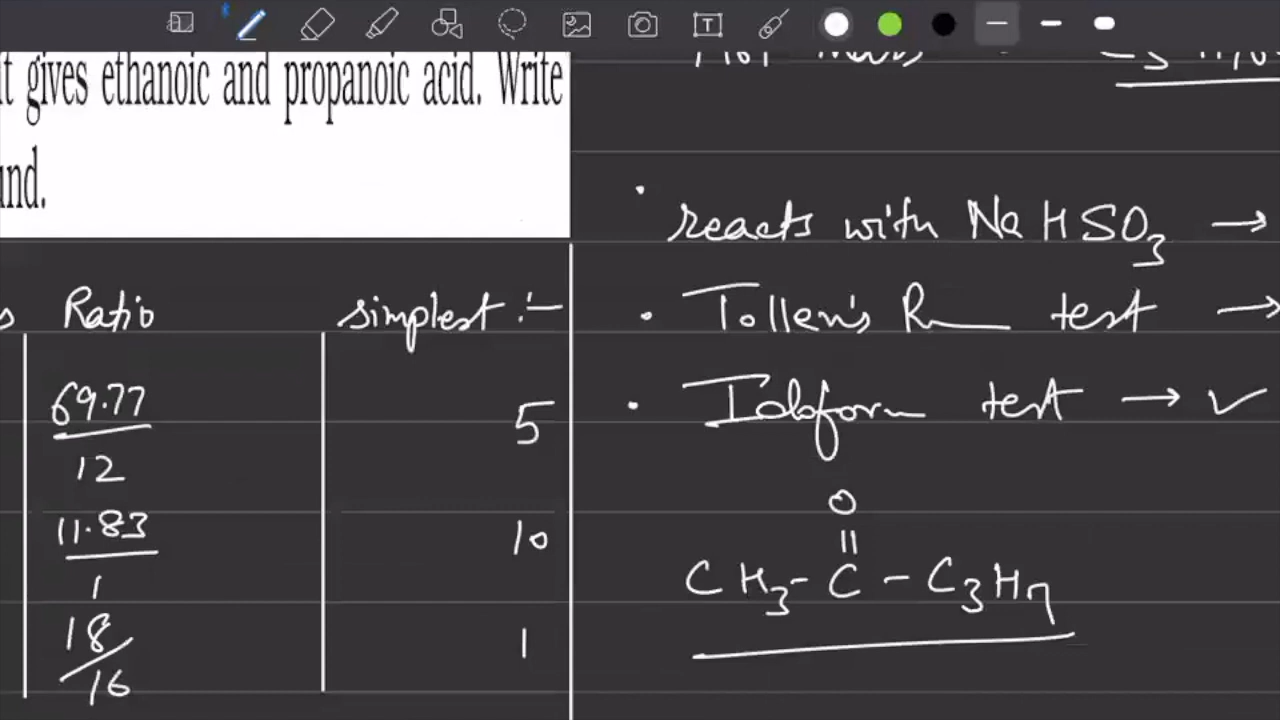 it gives ethanoic and propanoic acid. Write
und.
s Ratio simplest :-
69.77
12
5
11.83
1
10
18/16
1
reacts with NaHSO₃ →
• Tollen's R test →
• Iodoform test → ✓
O
||
CH₃-C-C₃H₇